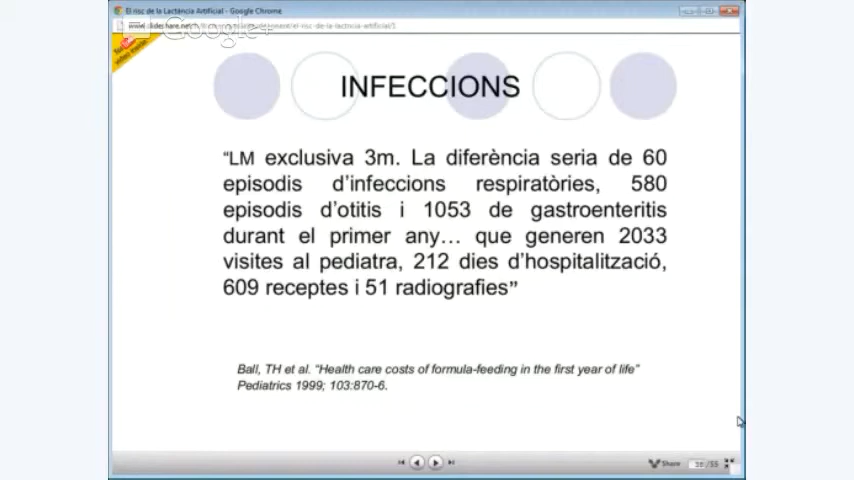 El risc de la Lactància Artificial - Google Chrome
Google+
INFECCIONS
“LM exclusiva 3m. La diferència seria de 60
episodis d’infeccions respiratòries, 580
episodis d’otitis i 1053 de gastroenteritis
durant el primer any… que generen 2033
visites al pediatra, 212 dies d’hospitalització,
609 receptes i 51 radiografies”
Ball, TH et al. “Health care costs of formula-feeding in the first year of life”
Pediatrics 1999; 103:870-6.
Share
/55